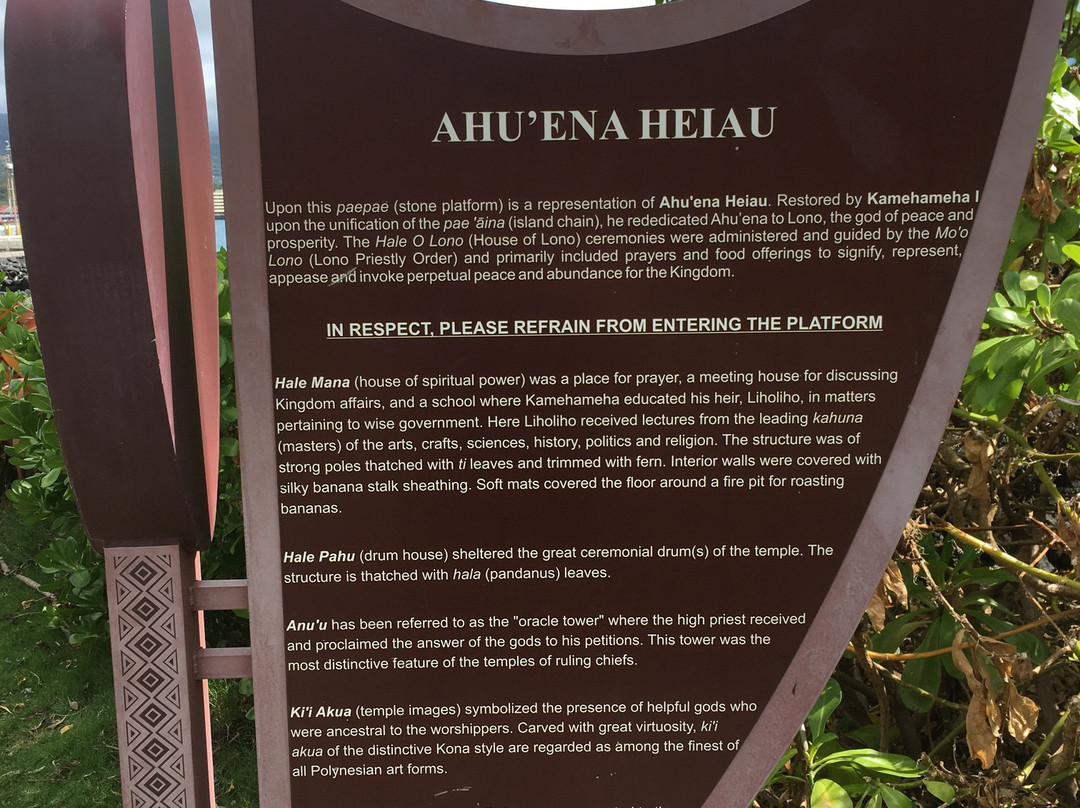 AHU'ENA HEIAU
Upon this paepae (stone platform) is a representation of Ahu'ena Heiau. Restored by Kamehameha I
upon the unification of the pae 'āina (island chain), he rededicated Ahu'ena to Lono, the god of peace and
prosperity. The Hale O Lono (House of Lono) ceremonies were administered and guided by the Mo'o
Lono (Lono Priestly Order) and primarily included prayers and food offerings to signify, represent,
appease and invoke perpetual peace and abundance for the Kingdom.
IN RESPECT, PLEASE REFRAIN FROM ENTERING THE PLATFORM
Hale Mana (house of spiritual power) was a place for prayer, a meeting house for discussing
Kingdom affairs, and a school where Kamehameha educated his heir, Liholiho, in matters
pertaining to wise government. Here Liholiho received lectures from the leading kahuna
(masters) of the arts, crafts, sciences, history, politics and religion. The structure was of
strong poles thatched with ti leaves and trimmed with fern. Interior walls were covered with
silky banana stalk sheathing. Soft mats covered the floor around a fire pit for roasting
bananas.
Hale Pahu (drum house) sheltered the great ceremonial drum(s) of the temple. The
structure is thatched with hala (pandanus) leaves.
Anu'u has been referred to as the "oracle tower" where the high priest received
and proclaimed the answer of the gods to his petitions. This tower was the
most distinctive feature of the temples of ruling chiefs.
Ki'i Akua (temple images) symbolized the presence of helpful gods who
were ancestral to the worshippers. Carved with great virtuosity, ki'i
akua of the distinctive Kona style are regarded as among the finest of
all Polynesian art forms.